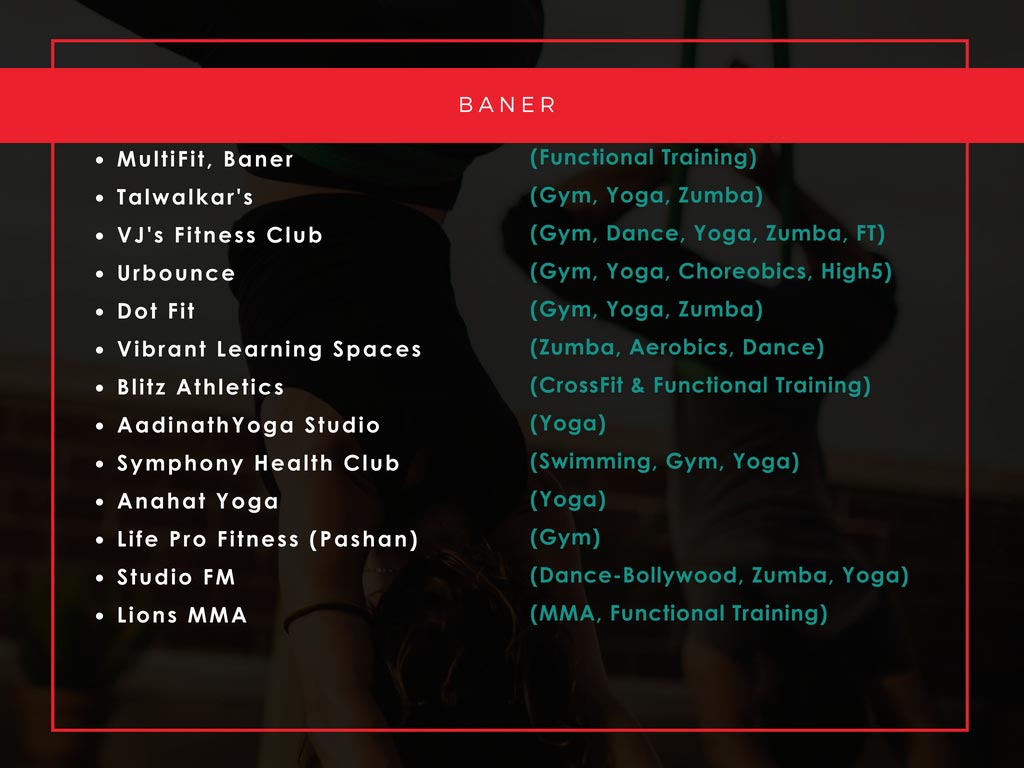 BANER
• MultiFit, Baner (Functional Training)
• Talwalkar's (Gym, Yoga, Zumba)
• VJ's Fitness Club (Gym, Dance, Yoga, Zumba, FT)
• Urbounce (Gym, Yoga, Choreobics, High5)
• Dot Fit (Gym, Yoga, Zumba)
• Vibrant Learning Spaces (Zumba, Aerobics, Dance)
• Blitz Athletics (CrossFit & Functional Training)
• AadinathYoga Studio (Yoga)
• Symphony Health Club (Swimming, Gym, Yoga)
• Anahat Yoga (Yoga)
• Life Pro Fitness (Pashan) (Gym)
• Studio FM (Dance-Bollywood, Zumba, Yoga)
• Lions MMA (MMA, Functional Training)